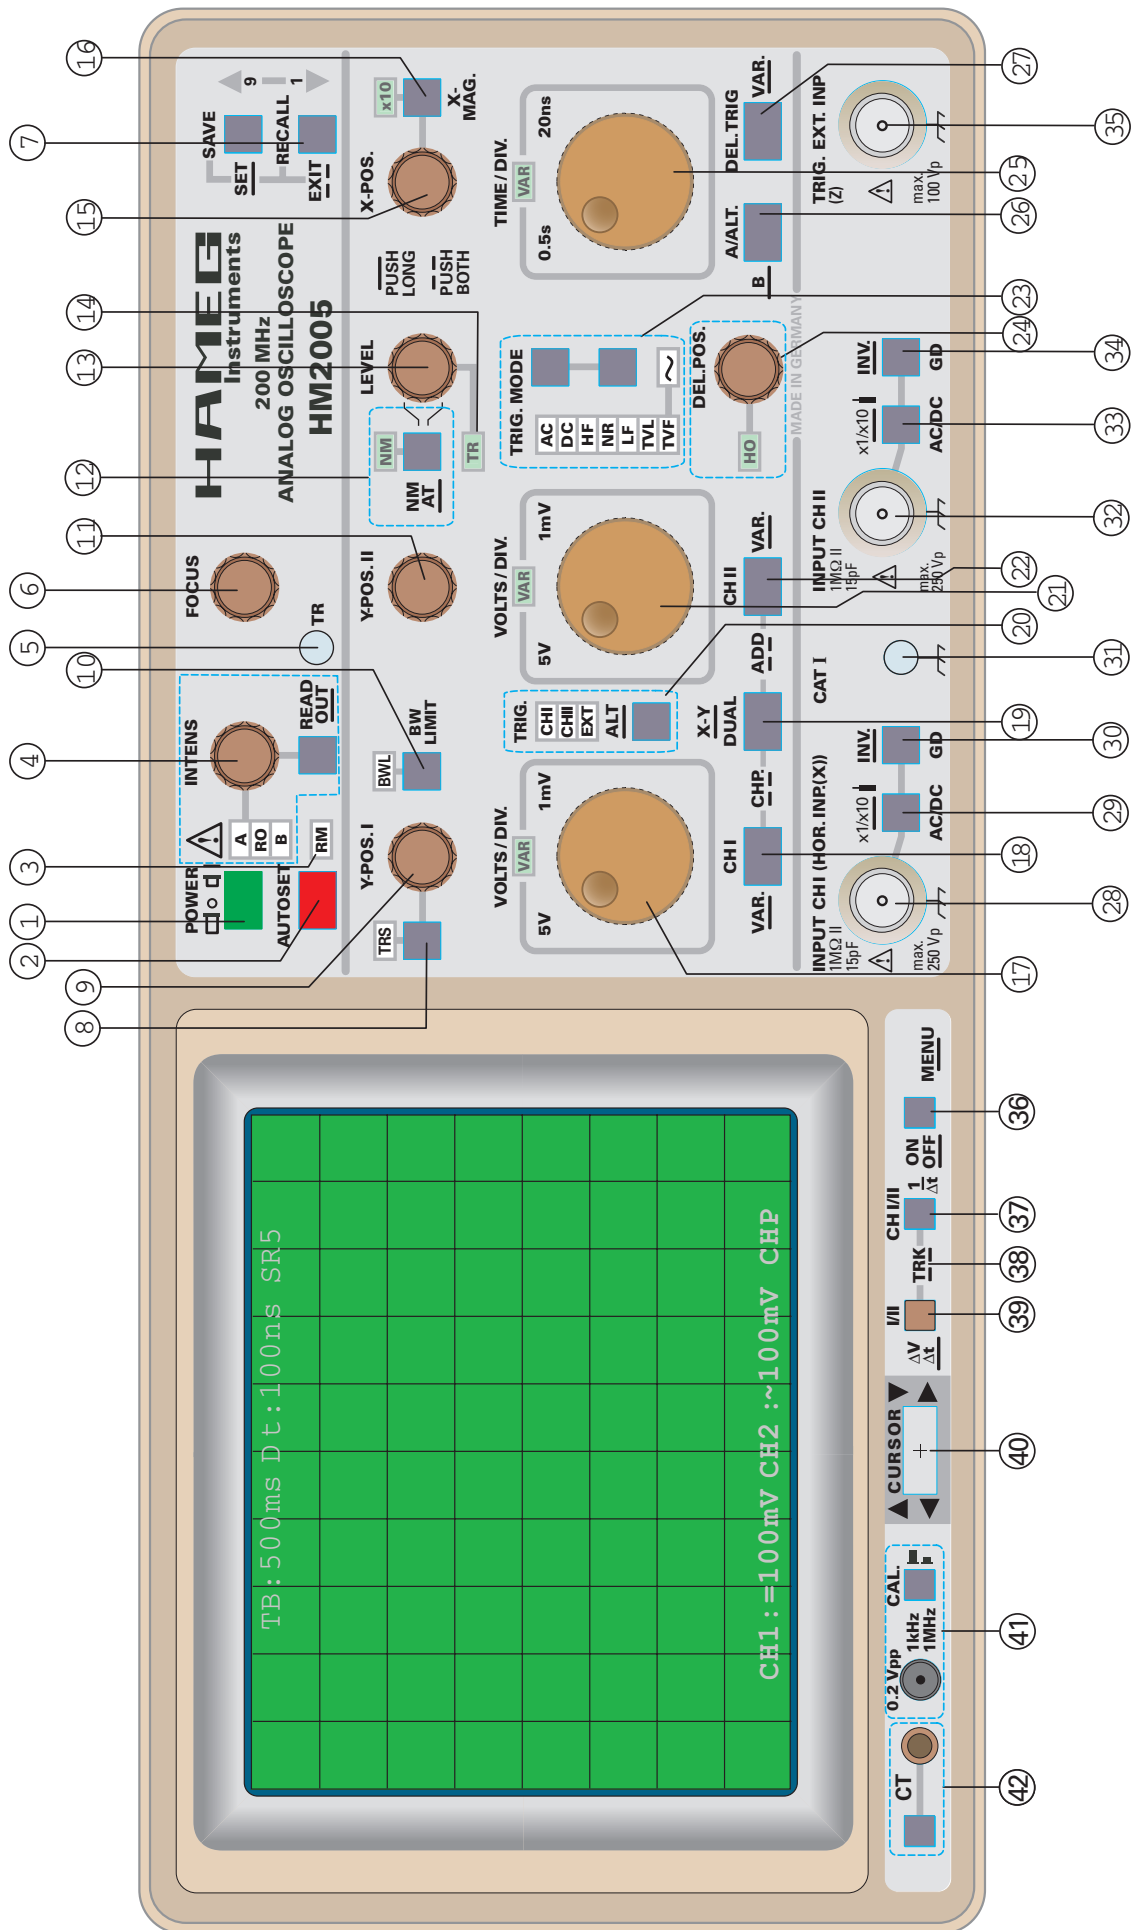 TB:500ms Dt:100ns SR5
CH1:=100mV CH2:~100mV CHP
CT
0.2 Vpp
1kHz
1MHz
CAL.
CURSOR
ΔV
Δt
I/II
TRK
CH I/II
1
Δt
ON
OFF
MENU
POWER
AUTOSET
A
RO
B
RM
INTENS
READ
OUT
TR
FOCUS
HAMEG
Instruments
200 MHz
ANALOG OSCILLOSCOPE
HM2005
SAVE
SET
RECALL
EXIT
9
1
TRS
Y-POS. I
BWL
BW
LIMIT
Y-POS. II
NM
NM
AT
LEVEL
TR
PUSH
LONG
PUSH
BOTH
X-POS.
x10
X-
MAG.
VOLTS / DIV.
VAR
5V
1mV
TRIG.
CHI
CHII
EXT
ALT
VOLTS / DIV.
VAR
5V
1mV
TRIG. MODE
AC
DC
HF
NR
LF
TVL
TVF
~
TIME / DIV.
VAR
0.5s
20ns
VAR.
CH I
CHP.
X-Y
DUAL
ADD
CH II
VAR.
HO
DEL.POS.
B
A/ALT.
DEL.TRIG
VAR.
MADE IN GERMANY
INPUT CHI (HOR. INP.(X))
1MΩ II
15pF
max.
250 Vp
x1/x10
AC/DC
INV.
GD
CAT I
INPUT CH II
1MΩ II
15pF
max.
250 Vp
x1/x10
AC/DC
INV.
GD
TRIG. EXT. INP
(Z)
max.
100 Vp
1
2
3
4
5
6
7
8
9
10
11
12
13
14
15
16
17
18
19
20
21
22
23
24
25
26
27
28
29
30
31
32
33
34
35
36
37
38
39
40
41
42